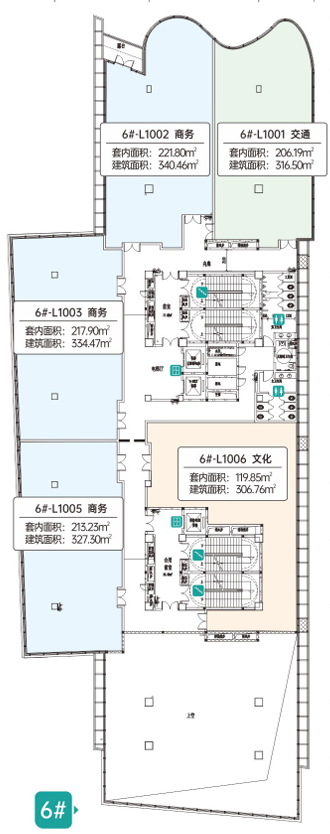 露台
6#-L1002 商务
套内面积：221.80㎡
建筑面积：340.46㎡
6#-L1001 交通
套内面积：206.19㎡
建筑面积：316.50㎡
6#-L1003 商务
套内面积：217.90㎡
建筑面积：334.47㎡
6#-L1006 文化
套内面积：119.85㎡
建筑面积：306.76㎡
6#-L1005 商务
套内面积：213.23㎡
建筑面积：327.30㎡
上空
6#